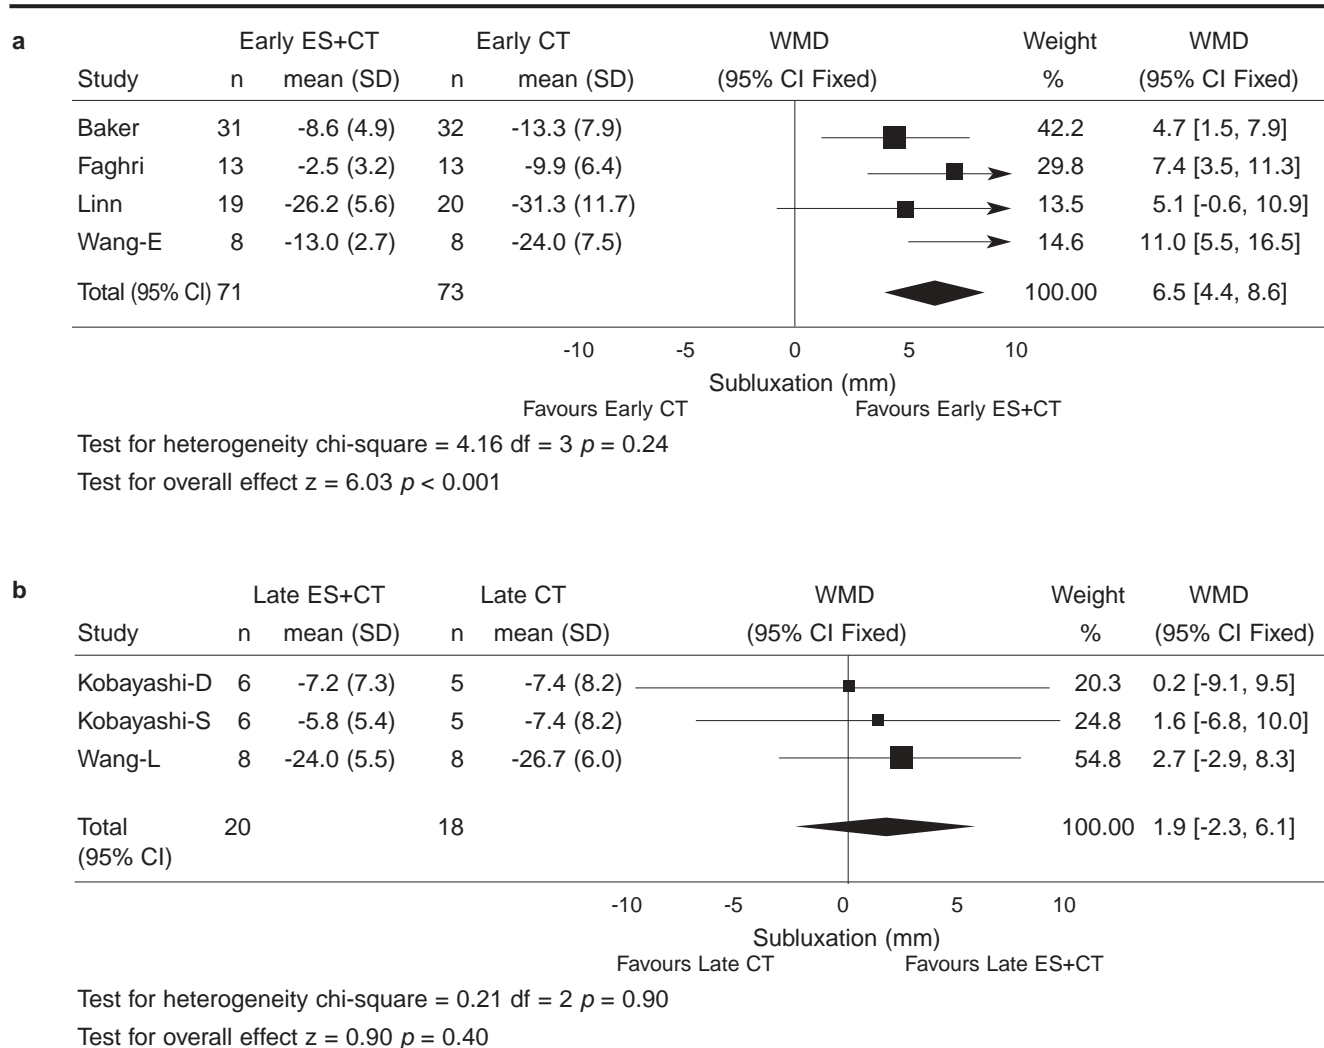 a Early ES+CT Early CT WMD Weight WMD
Study n mean (SD) n mean (SD) (95% CI Fixed) % (95% CI Fixed)
Baker 31 -8.6 (4.9) 32 -13.3 (7.9) 42.2 4.7 [1.5, 7.9]
Faghri 13 -2.5 (3.2) 13 -9.9 (6.4) 29.8 7.4 [3.5, 11.3]
Linn 19 -26.2 (5.6) 20 -31.3 (11.7) 13.5 5.1 [-0.6, 10.9]
Wang-E 8 -13.0 (2.7) 8 -24.0 (7.5) 14.6 11.0 [5.5, 16.5]
Total (95% CI) 71 73 100.00 6.5 [4.4, 8.6]
-10 -5 0 5 10
Subluxation (mm)
Favours Early CT Favours Early ES+CT
Test for heterogeneity chi-square = 4.16 df = 3 p = 0.24
Test for overall effect z = 6.03 p < 0.001
b Late ES+CT Late CT WMD Weight WMD
Study n mean (SD) n mean (SD) (95% CI Fixed) % (95% CI Fixed)
Kobayashi-D 6 -7.2 (7.3) 5 -7.4 (8.2) 20.3 0.2 [-9.1, 9.5]
Kobayashi-S 6 -5.8 (5.4) 5 -7.4 (8.2) 24.8 1.6 [-6.8, 10.0]
Wang-L 8 -24.0 (5.5) 8 -26.7 (6.0) 54.8 2.7 [-2.9, 8.3]
Total 20 18 100.00 1.9 [-2.3, 6.1]
(95% CI)
-10 -5 0 5 10
Subluxation (mm)
Favours Late CT Favours Late ES+CT
Test for heterogeneity chi-square = 0.21 df = 2 p = 0.90
Test for overall effect z = 0.90 p = 0.40